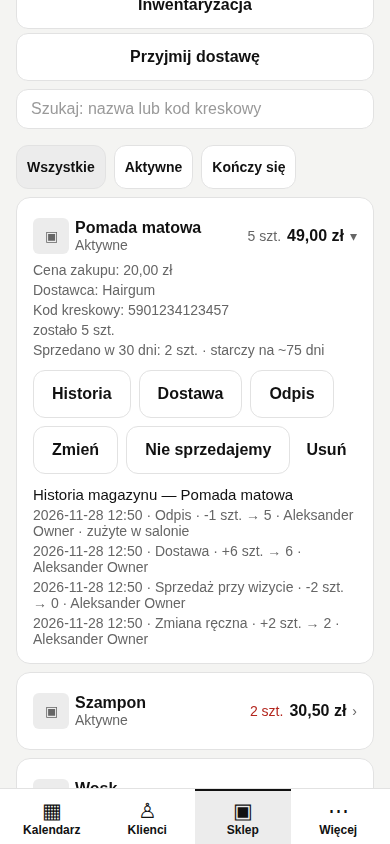 Inwentaryzacja
Przyjmij dostawę
Szukaj: nazwa lub kod kreskowy
Wszystkie Aktywne Kończy się
Pomada matowa 5 szt. 49,00 zł ▾
Aktywne
Cena zakupu: 20,00 zł
Dostawca: Hairgum
Kod kreskowy: 5901234123457
zostało 5 szt.
Sprzedano w 30 dni: 2 szt. · starczy na ~75 dni
Historia Dostawa Odpis
Zmień Nie sprzedajemy Usuń
Historia magazynu — Pomada matowa
2026-11-28 12:50 · Odpis · -1 szt. → 5 · Aleksander
Owner · zużyte w salonie
2026-11-28 12:50 · Dostawa · +6 szt. → 6 ·
Aleksander Owner
2026-11-28 12:50 · Sprzedaż przy wizycie · -2 szt.
→ 0 · Aleksander Owner
2026-11-28 12:50 · Zmiana ręczna · +2 szt. → 2 ·
Aleksander Owner
Szampon 2 szt. 30,50 zł ›
Aktywne
Wosk
Kalendarz Klienci Sklep Więcej